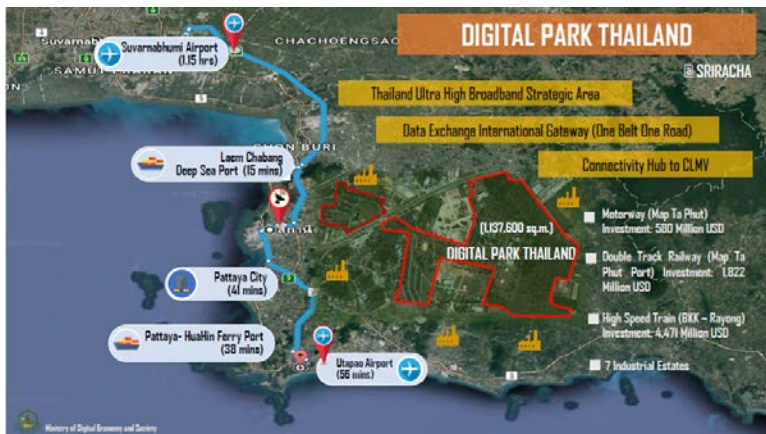 DIGITAL PARK THAILAND
@ SRIRACHA
Suvarnabhumi Airport
(1.15 hrs)
CHACHOENGSAO
SAMUT PRAKAN
Thailand Ultra High Broadband Strategic Area
Data Exchange International Gateway (One Belt One Road)
Connectivity Hub to CLMV
CHON BURI
Laem Chabang
Deep Sea Port (15 mins)
(1,137,600 sq.m.)
DIGITAL PARK THAILAND
Motorway (Map Ta Phut)
Investment: 580 Million USD
Double Track Railway (Map Ta
Phut Port) Investment: 1,822
Million USD
High Speed Train (BKK – Rayong)
Investment: 4,471 Million USD
7 Industrial Estates
Pattaya City
(41 mins)
Pattaya- HuaHin Ferry Port
(38 mins)
Utapao Airport
(56 mins)
Ministry of Digital Economy and Society